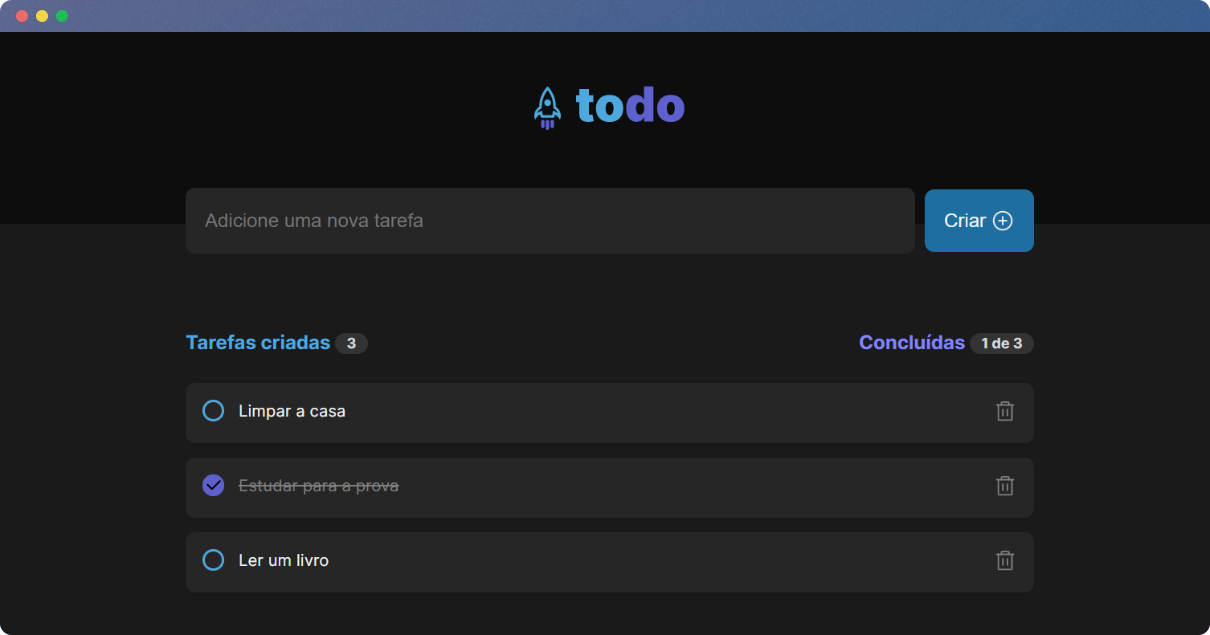 todo
Adicione uma nova tarefa
Criar
Tarefas criadas 3
Concluídas 1 de 3
Limpar a casa
Estudar para a prova
Ler um livro